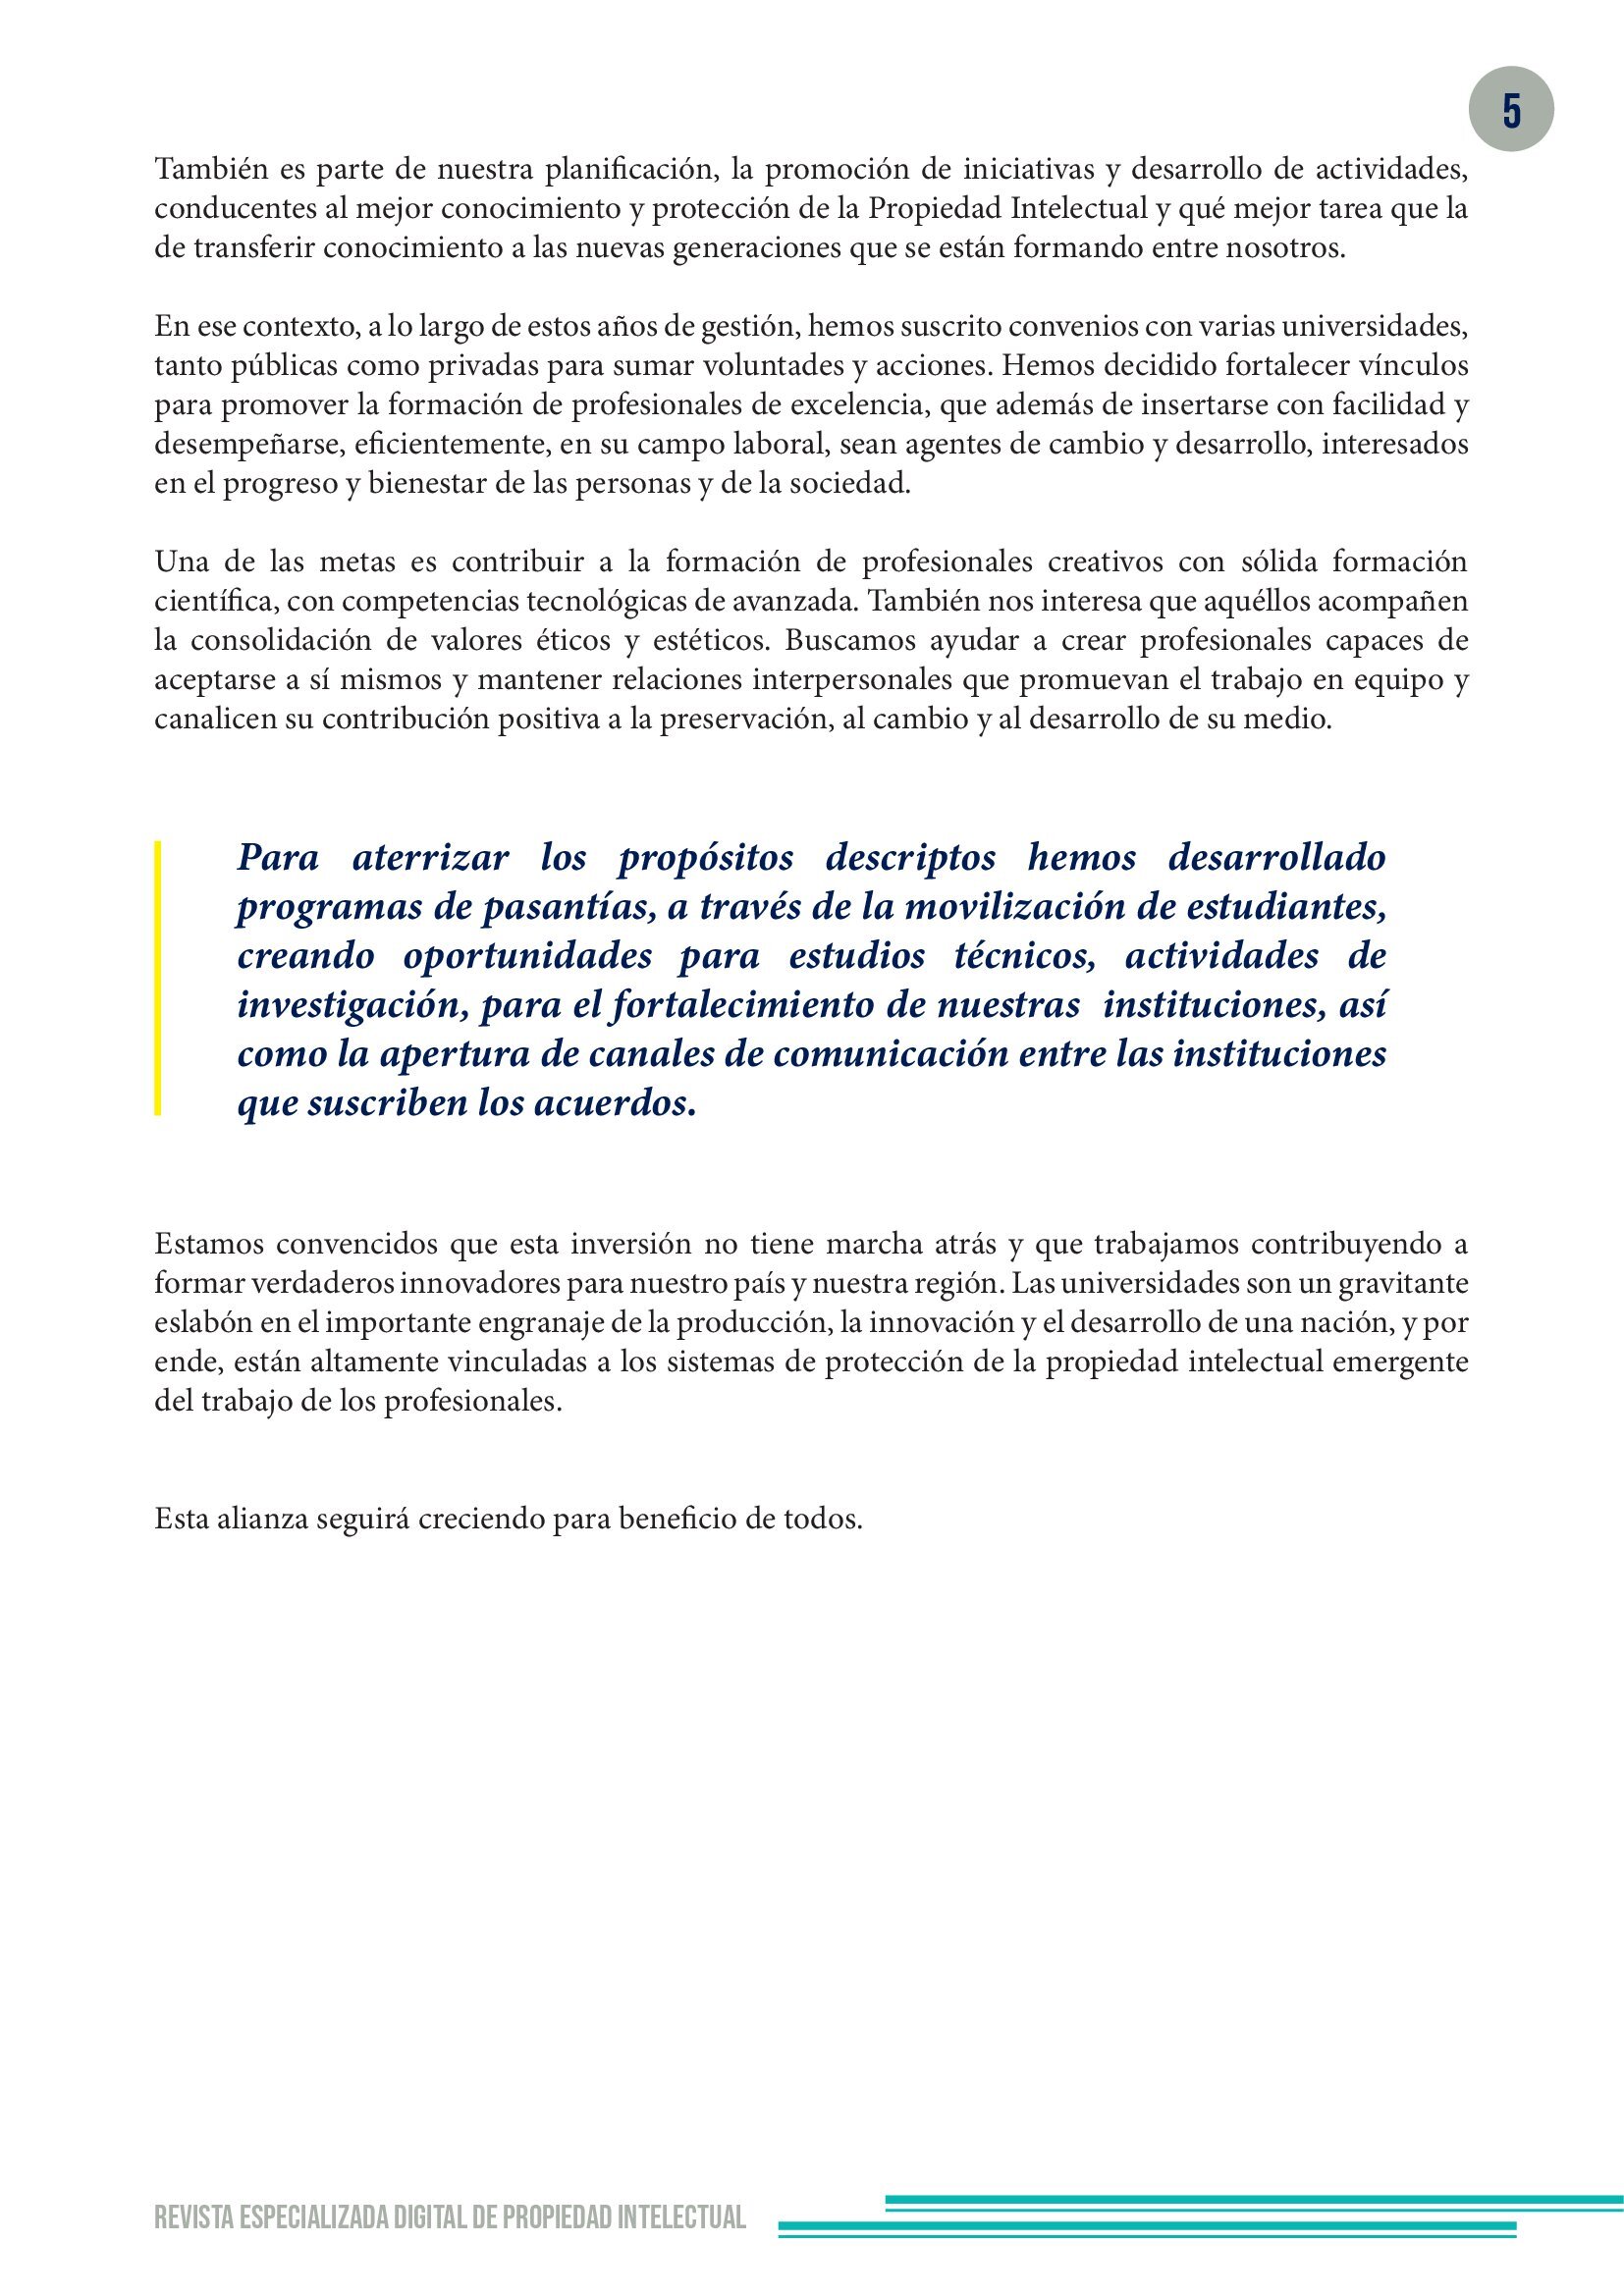 5
También es parte de nuestra planificación, la promoción de iniciativas y desarrollo de actividades,
conducentes al mejor conocimiento y protección de la Propiedad Intelectual y qué mejor tarea que la
de transferir conocimiento a las nuevas generaciones que se están formando entre nosotros.
En ese contexto, a lo largo de estos años de gestión, hemos suscrito convenios con varias universidades,
tanto públicas como privadas para sumar voluntades y acciones. Hemos decidido fortalecer vínculos
para promover la formación de profesionales de excelencia, que además de insertarse con facilidad y
desempeñarse, eficientemente, en su campo laboral, sean agentes de cambio y desarrollo, interesados
en el progreso y bienestar de las personas y de la sociedad.
Una de las metas es contribuir a la formación de profesionales creativos con sólida formación
científica, con competencias tecnológicas de avanzada. También nos interesa que aquéllos acompañen
la consolidación de valores éticos y estéticos. Buscamos ayudar a crear profesionales capaces de
aceptarse a sí mismos y mantener relaciones interpersonales que promuevan el trabajo en equipo y
canalicen su contribución positiva a la preservación, al cambio y al desarrollo de su medio.
Para aterrizar los propósitos descriptos hemos desarrollado
programas de pasantías, a través de la movilización de estudiantes,
creando oportunidades para estudios técnicos, actividades de
investigación, para el fortalecimiento de nuestras instituciones, así
como la apertura de canales de comunicación entre las instituciones
que suscriben los acuerdos.
Estamos convencidos que esta inversión no tiene marcha atrás y que trabajamos contribuyendo a
formar verdaderos innovadores para nuestro país y nuestra región. Las universidades son un gravitante
eslabón en el importante engranaje de la producción, la innovación y el desarrollo de una nación, y por
ende, están altamente vinculadas a los sistemas de protección de la propiedad intelectual emergente
del trabajo de los profesionales.
Esta alianza seguirá creciendo para beneficio de todos.
REVISTA ESPECIALIZADA DIGITAL DE PROPIEDAD INTELECTUAL